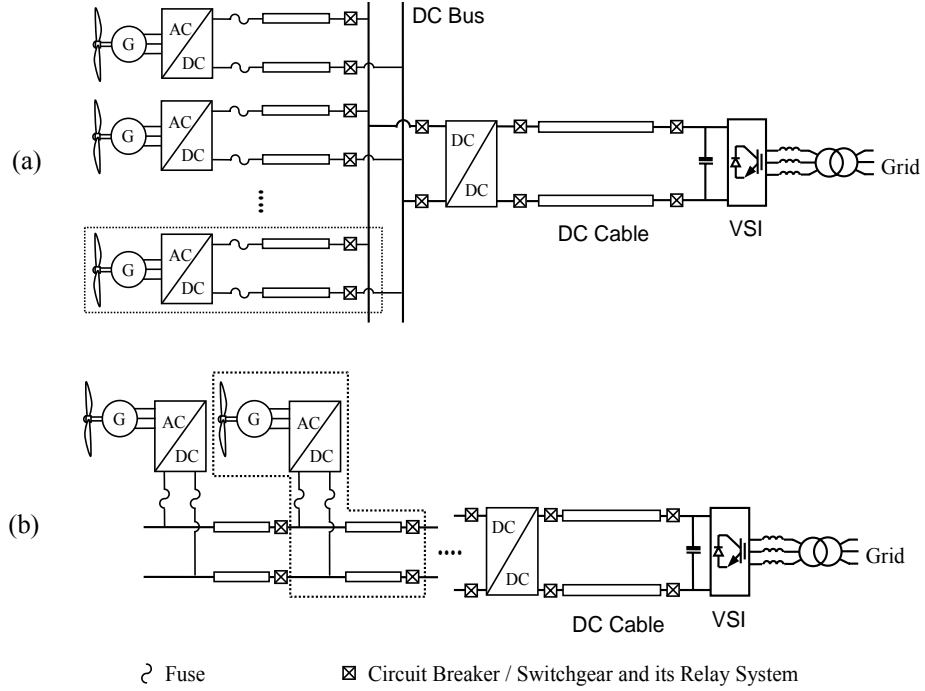 DC Bus
G
AC
DC
G
AC
DC
(a)
DC
DC
Grid
VSI
DC Cable
G
AC
DC
G
AC
DC
G
AC
DC
(b)
DC
DC
Grid
VSI
DC Cable
Fuse
Circuit Breaker / Switchgear and its Relay System